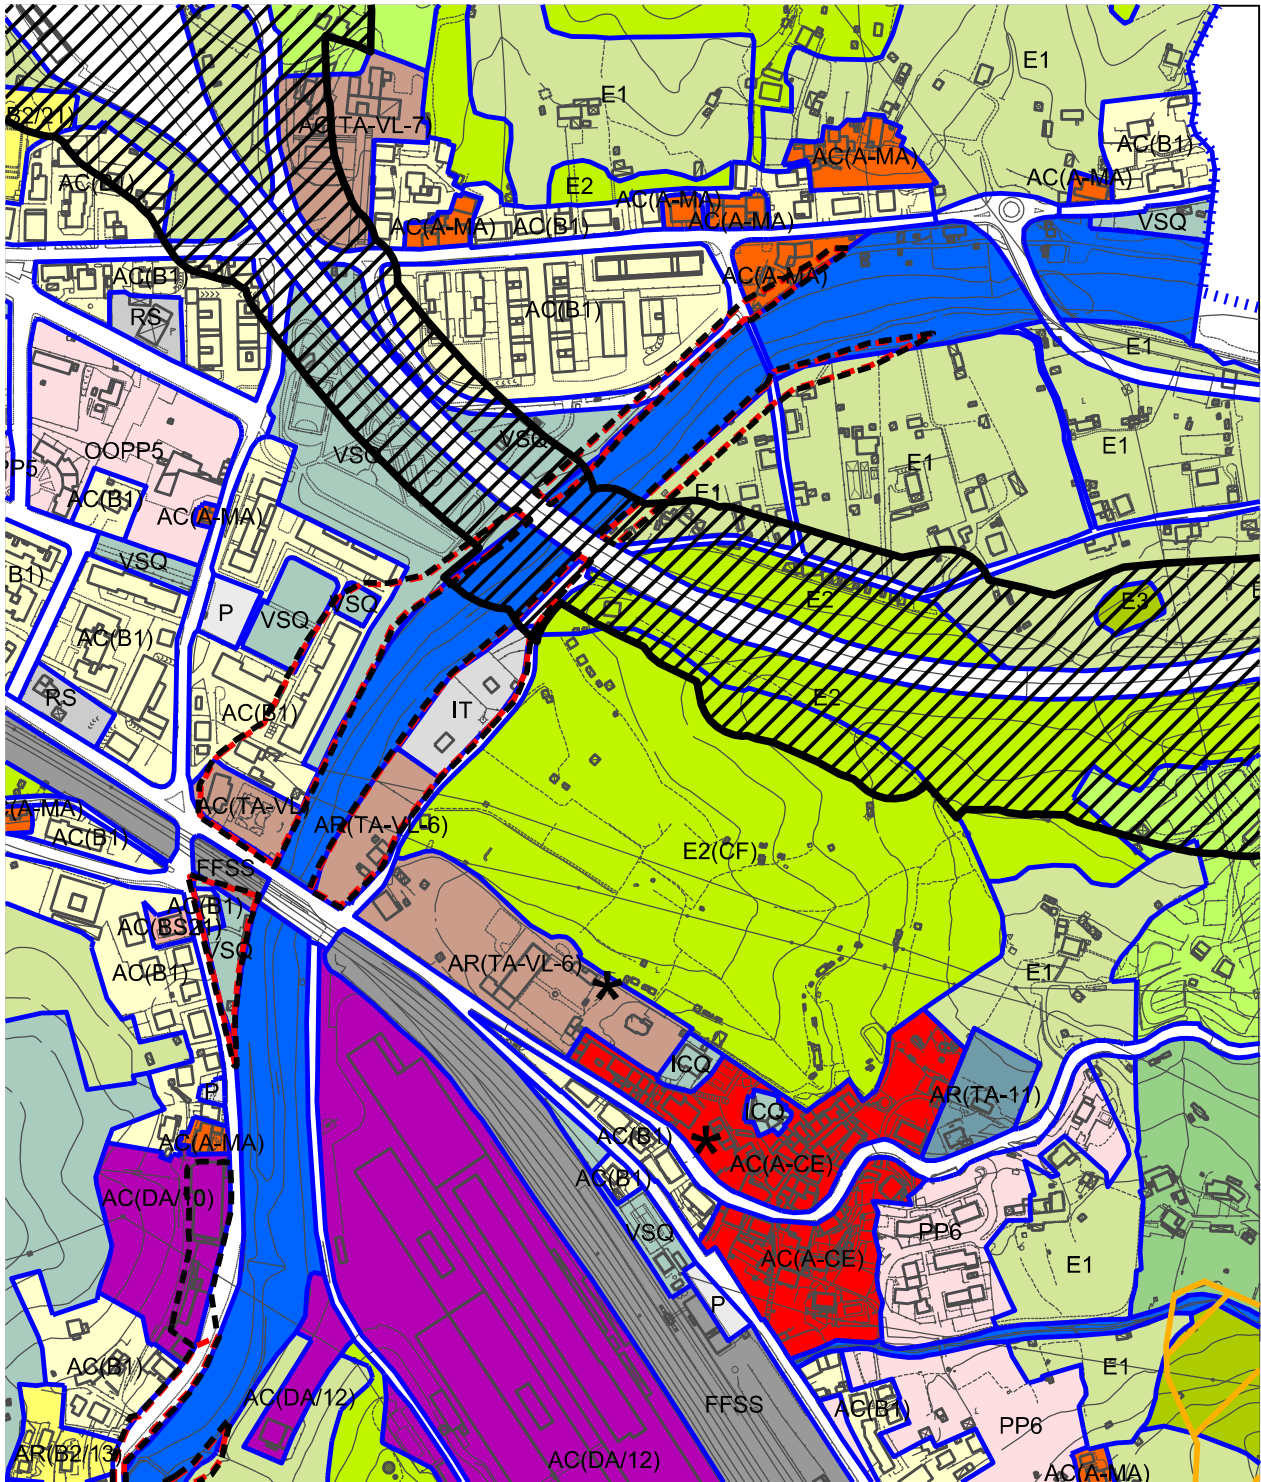 E1
E1
B2/21)
AC(TA-VL-7)
AC(B1)
AC(A-MA)
AC(B1)
AC(A-MA)
E2
AC(A-MA)
AC(A-MA)
AC(B1)
AC(A-MA)
VSQ
AC(B1)
AC(A-MA)
RS
AC(B1)
E1
OOPP5
VSQ
VSQ
E1
E1
PP5
AC(B1)
AC(A-MA)
E1
VSQ
B1)
P
VSQ
VSQ
E2
E3
E
AC(B1)
RS
AC(B1)
IT
E2
AC(TA-VL
AR(TA-VL-6)
(A-MA)
AC(B1)
E2(CF)
FFSS
AC(B1)
AC(BS21)
VSQ
AC(B1)
AR(TA-VL-6)
*
E1
ICQ
AR(TA-11)
P
ICQ
AC(A-MA)
AC(B1)
*
AC(A-CE)
AC(B1)
AC(DA/10)
VSQ
PP6
AC(A-CE)
E1
P
AC(B1)
E1
AC(DA/12)
FFSS
AC(B1)
PP6
AR(B2/13)
AC(DA/12)
AC(A-MA)